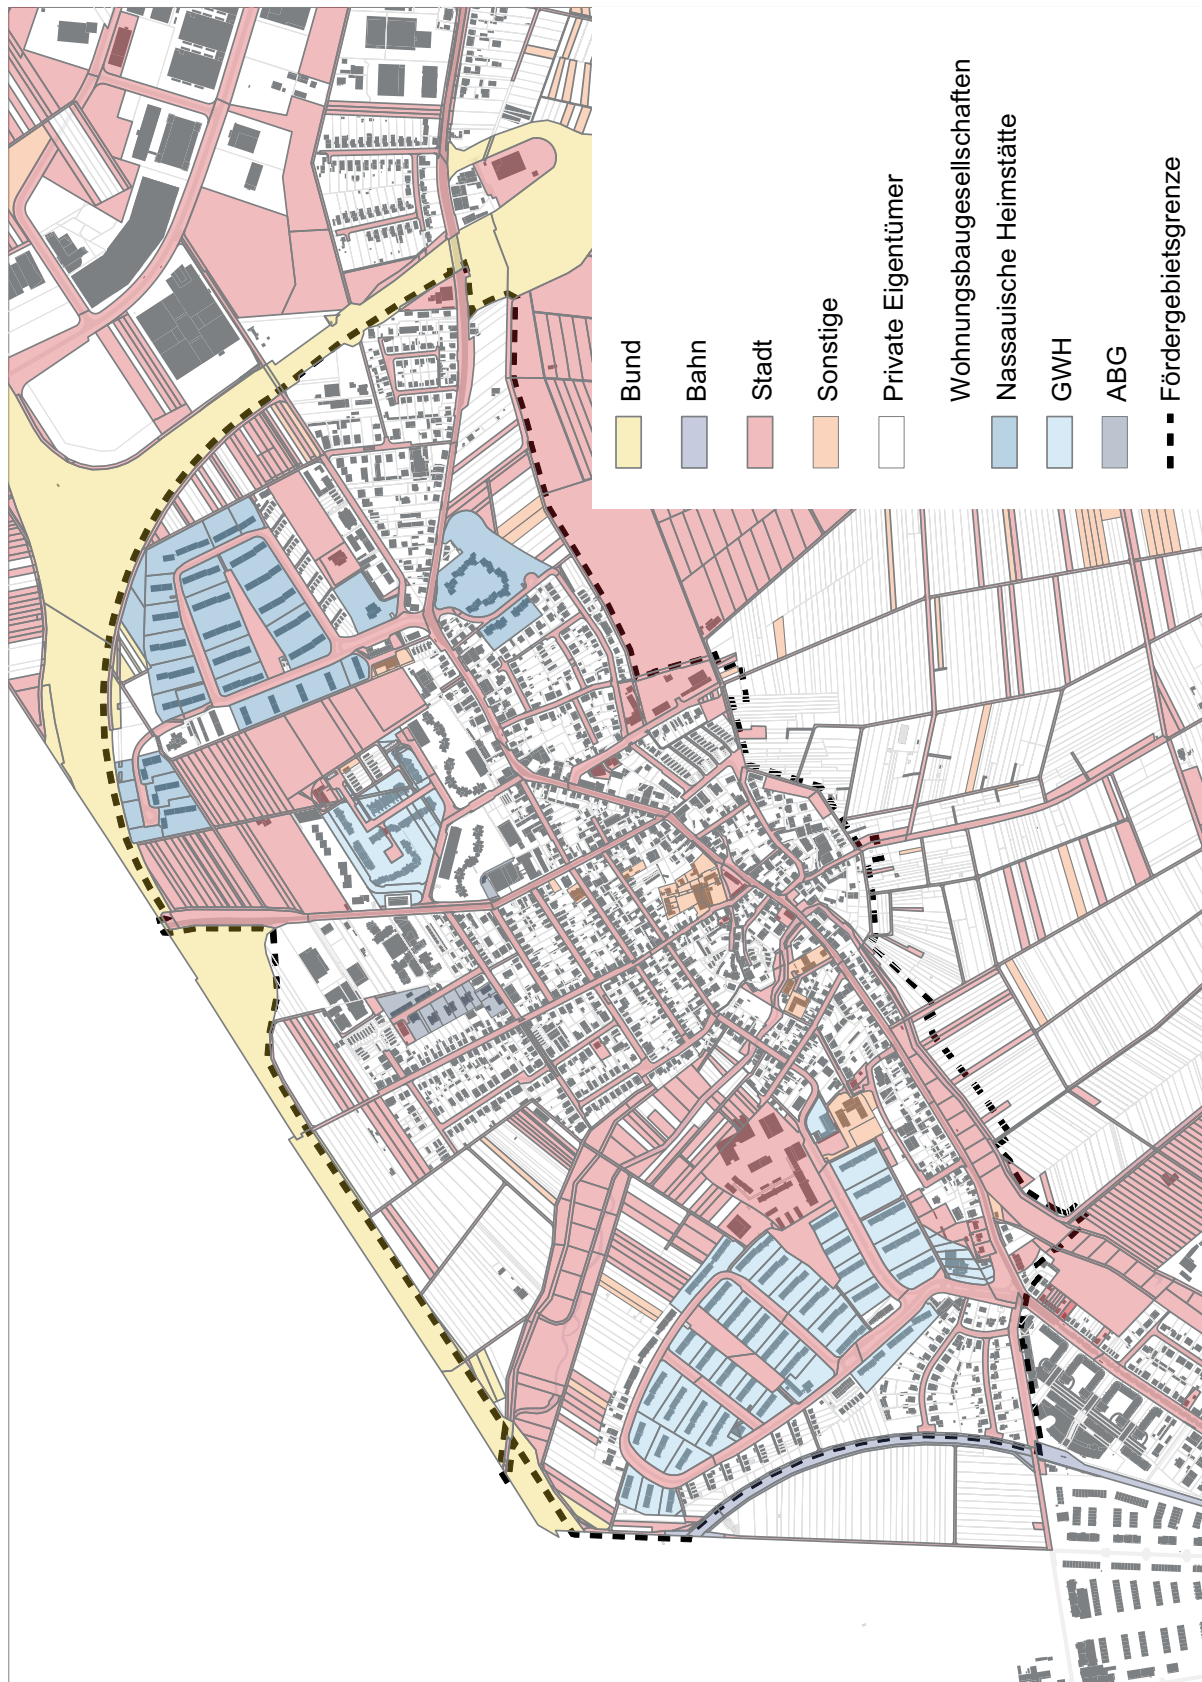 Bund
Bahn
Stadt
Sonstige
Private Eigentümer
Wohnungsbaugesellschaften
Nassauische Heimstätte
GWH
ABG
Fördergebietsgrenze